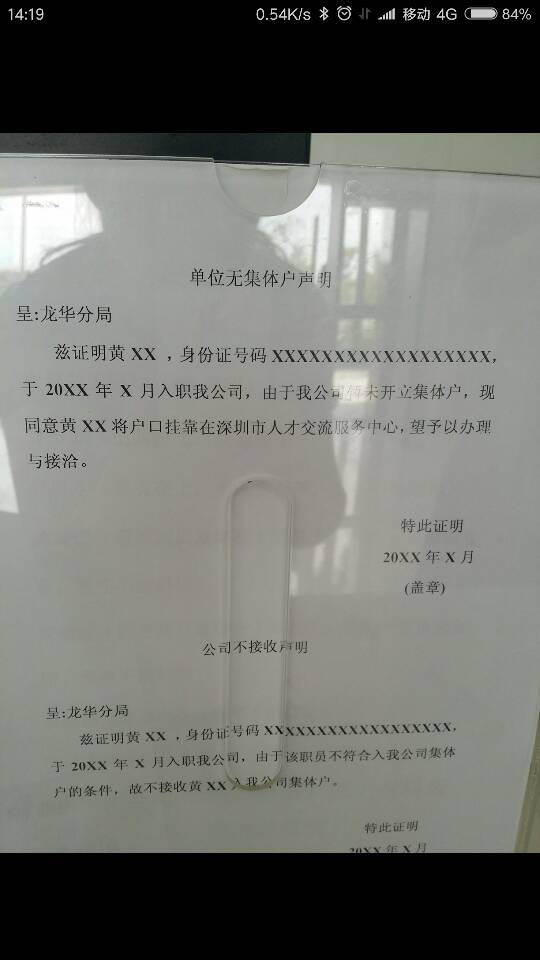 14:19 0.54K/s 移动 4G 84%
单位无集体户声明
呈:龙华分局
兹证明黄 XX ，身份证号码 XXXXXXXXXXXXXXXXXX,
于 20XX 年 X 月入职我公司，由于我公司暂未开立集体户，现
同意黄 XX 将户口挂靠在深圳市人才交流服务中心,望予以办理
与接洽。
特此证明
20XX 年 X 月
(盖章)
公司不接收声明
呈:龙华分局
兹证明黄 XX ，身份证号码 XXXXXXXXXXXXXXXXXX,
于 20XX 年 X 月入职我公司，由于该职员不符合入我公司集体
户的条件，故不接收黄 XX 入我公司集体户。
特此证明
20XX 年 X 月